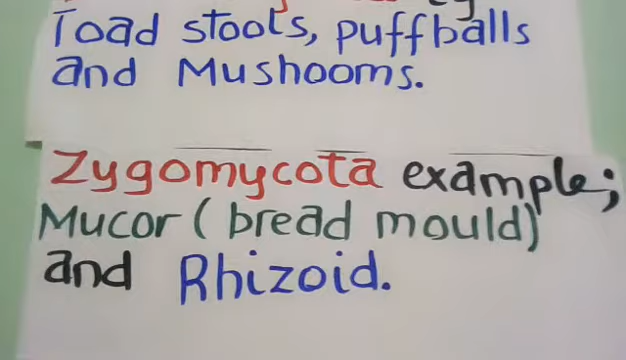 Toad stools, puffballs
and Mushooms.
Zygomycota example;
Mucor ( bread mould)
and Rhizoid.